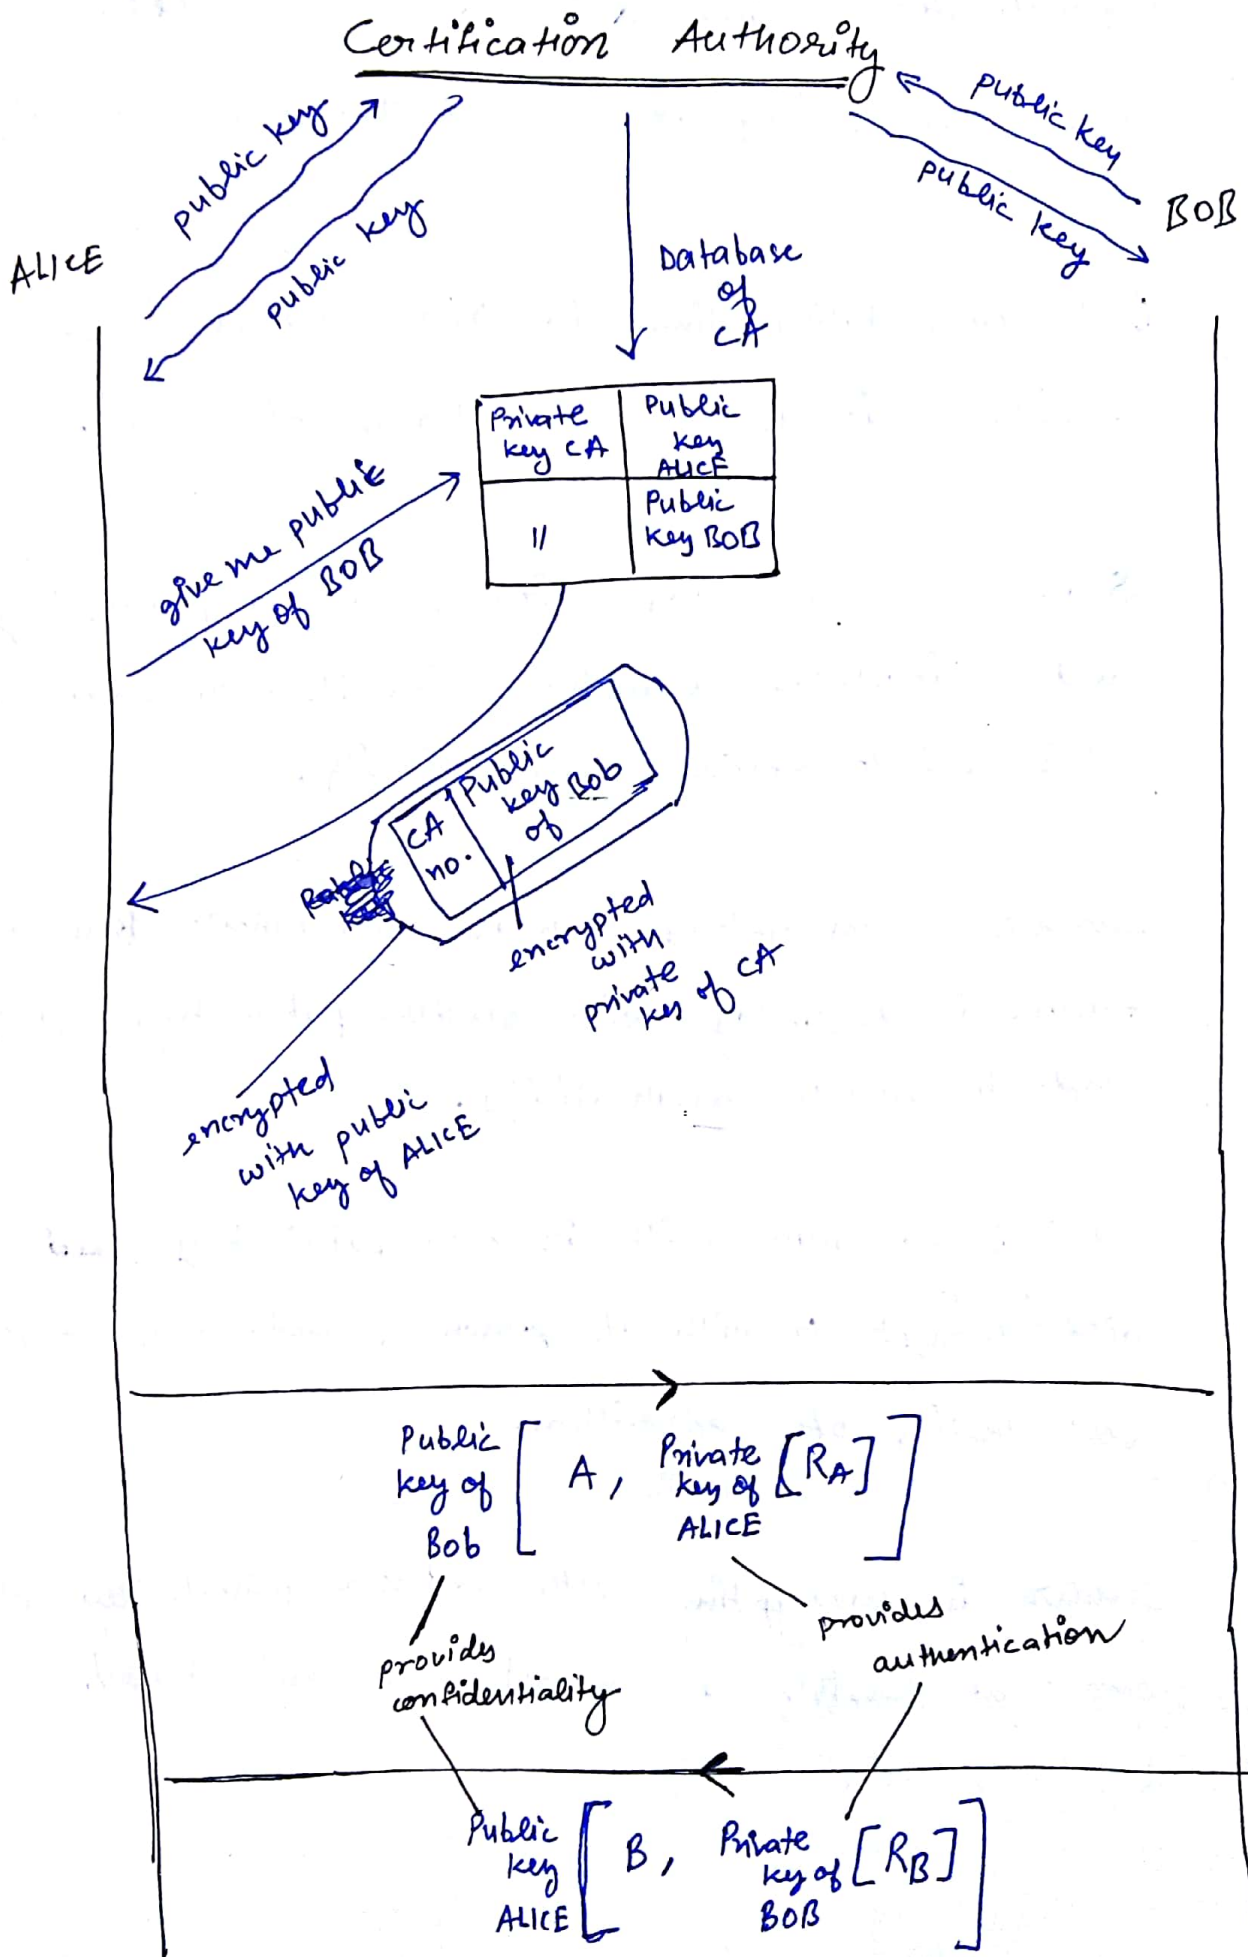 Certification Authority
public key
public key
public key
public key
ALICE
BOB
Database
of
CA
Private
key CA
Public
key
ALICE
"
Public
key BOB
give me public
key of BOB
CA
no.
Public
key
of Bob
encrypted
with
private
key of CA
encrypted
with public
key of ALICE
Public
key of
Bob
[ A, Private
key of
ALICE
[RA] ]
provides
confidentiality
provides
authentication
Public
key
ALICE
[ B, Private
key of
BOB
[RB] ]